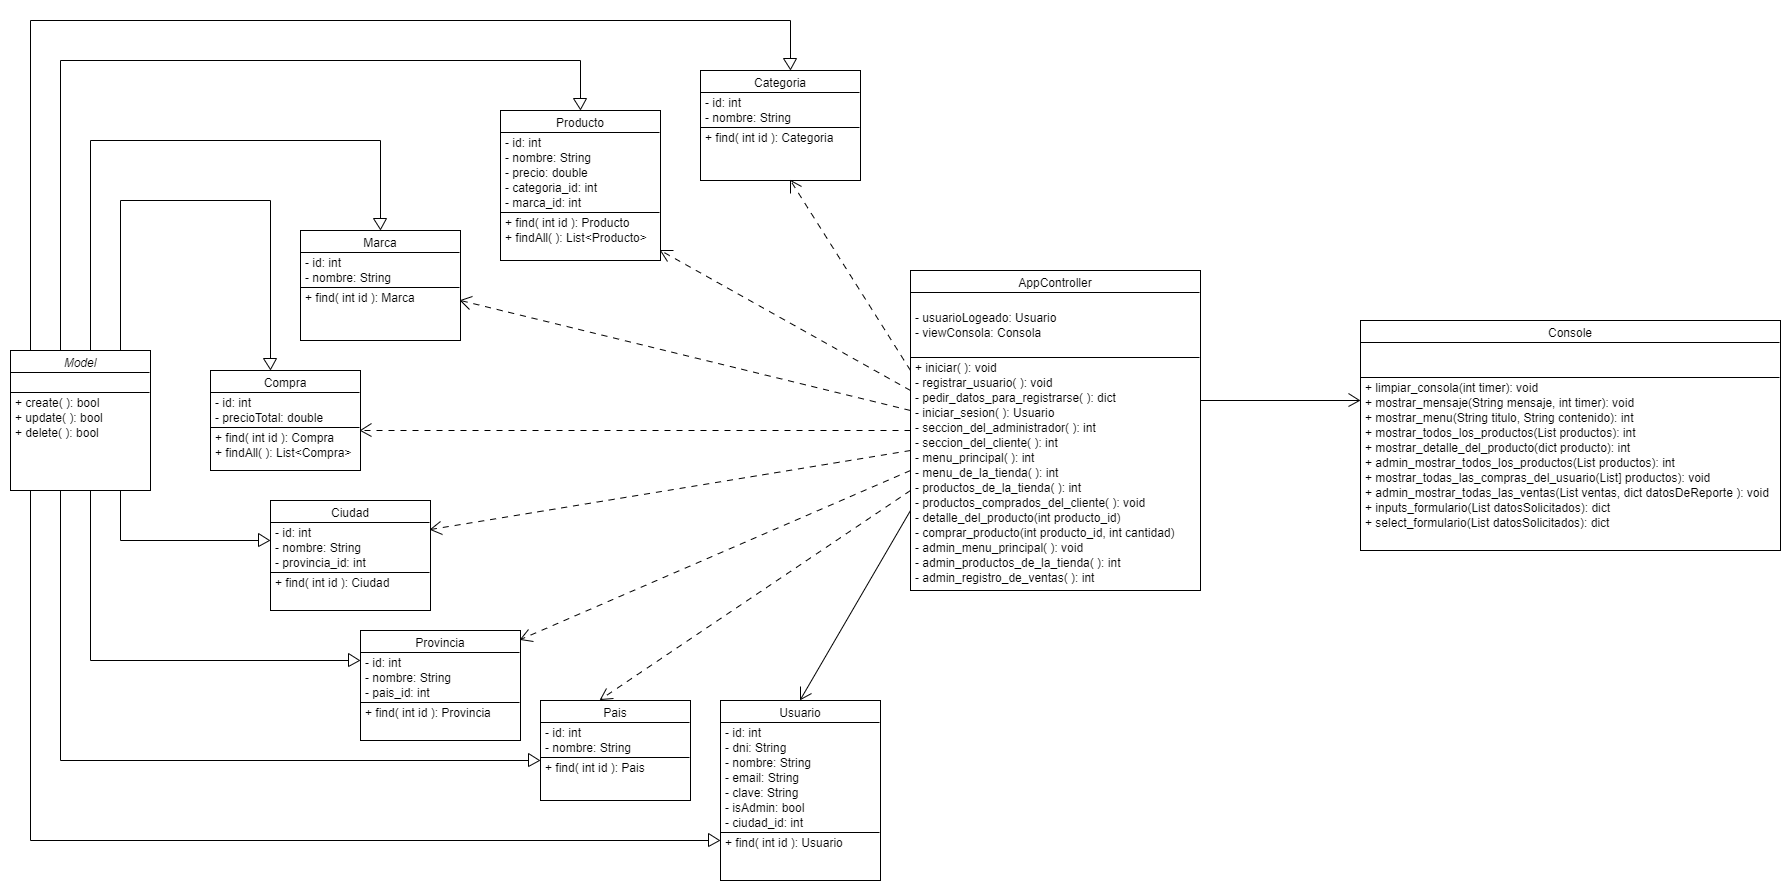 Categoria
- id: int
- nombre: String
+ find( int id ): Categoria
Producto
- id: int
- nombre: String
- precio: double
- categoria_id: int
- marca_id: int
+ find( int id ): Producto
+ findAll( ): List<Producto>
Marca
- id: int
- nombre: String
+ find( int id ): Marca
Model
+ create( ): bool
+ update( ): bool
+ delete( ): bool
Compra
- id: int
- precioTotal: double
+ find( int id ): Compra
+ findAll( ): List<Compra>
Ciudad
- id: int
- nombre: String
- provincia_id: int
+ find( int id ): Ciudad
Provincia
- id: int
- nombre: String
- pais_id: int
+ find( int id ): Provincia
Pais
- id: int
- nombre: String
+ find( int id ): Pais
Usuario
- id: int
- dni: String
- nombre: String
- email: String
- clave: String
- isAdmin: bool
- ciudad_id: int
+ find( int id ): Usuario
AppController
- usuarioLogeado: Usuario
- viewConsola: Consola
+ iniciar( ): void
- registrar_usuario( ): void
- pedir_datos_para_registrarse( ): dict
- iniciar_sesion( ): Usuario
- seccion_del_administrador( ): int
- seccion_del_cliente( ): int
- menu_principal( ): int
- menu_de_la_tienda( ): int
- productos_de_la_tienda( ): int
- productos_comprados_del_cliente( ): void
- detalle_del_producto(int producto_id)
- comprar_producto(int producto_id, int cantidad)
- admin_menu_principal( ): void
- admin_productos_de_la_tienda( ): int
- admin_registro_de_ventas( ): int
Console
+ limpiar_consola(int timer): void
+ mostrar_mensaje(String mensaje, int timer): void
+ mostrar_menu(String titulo, String contenido): int
+ mostrar_todos_los_productos(List productos): int
+ mostrar_detalle_del_producto(dict producto): int
+ admin_mostrar_todos_los_productos(List productos): int
+ mostrar_todas_las_compras_del_usuario(List] productos): void
+ admin_mostrar_todas_las_ventas(List ventas, dict datosDeReporte ): void
+ inputs_formulario(List datosSolicitados): dict
+ select_formulario(List datosSolicitados): dict